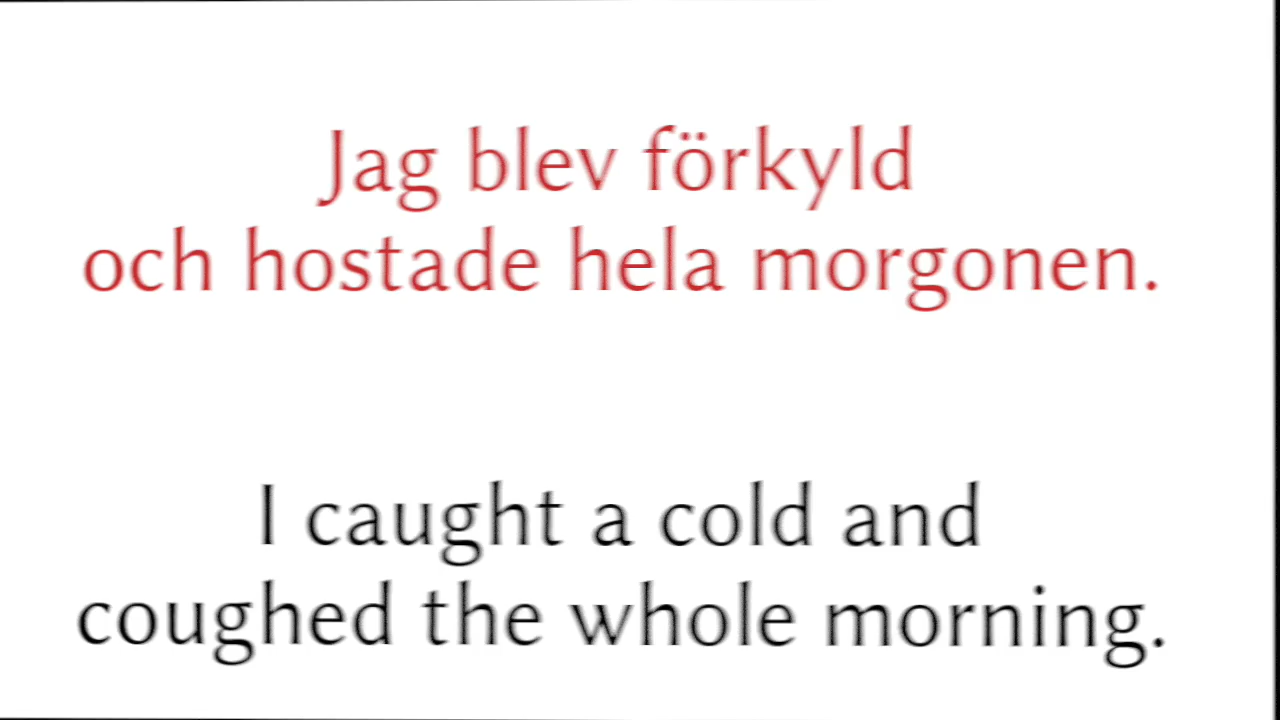 Jag blev förkyld
och hostade hela morgonen.
I caught a cold and
coughed the whole morning.